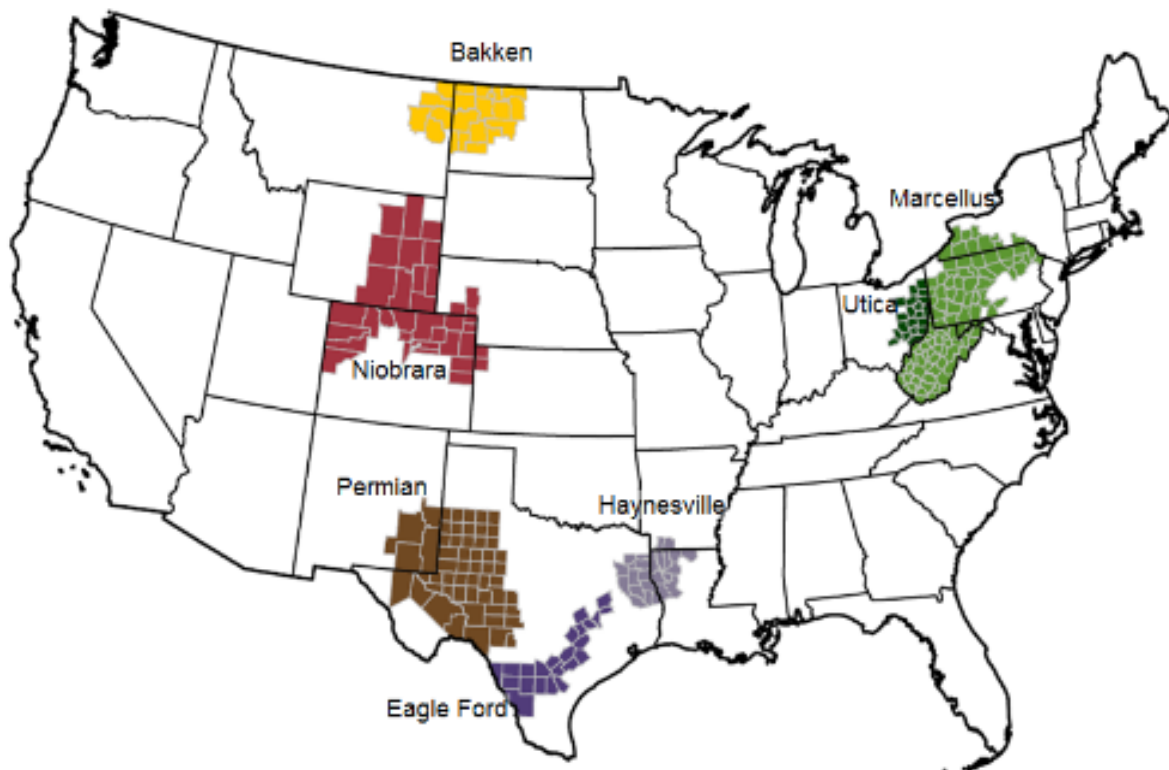 Bakken
Marcellus
Utica
Niobrara
Permian
Haynesville
Eagle Ford